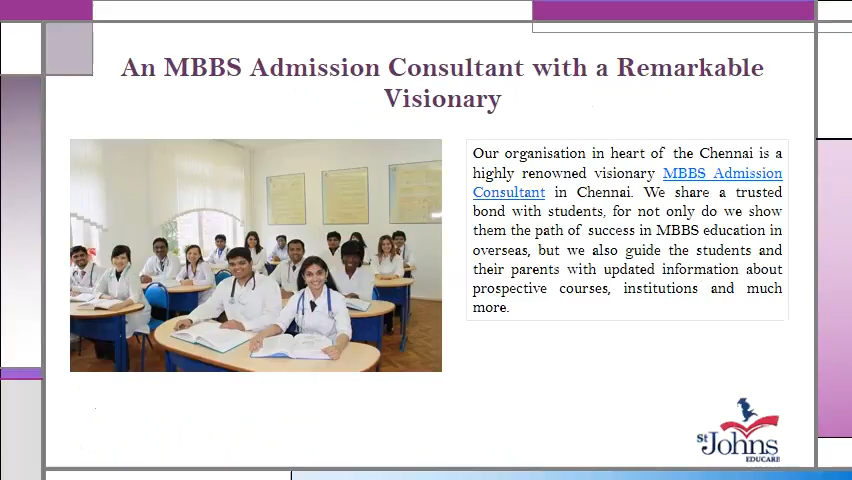 An MBBS Admission Consultant with a Remarkable
Visionary
Our organisation in heart of the Chennai is a
highly renowned visionary MBBS Admission
Consultant in Chennai. We share a trusted
bond with students, for not only do we show
them the path of success in MBBS education in
overseas, but we also guide the students and
their parents with updated information about
prospective courses, institutions and much
more.
St
Johns
EDUCARE